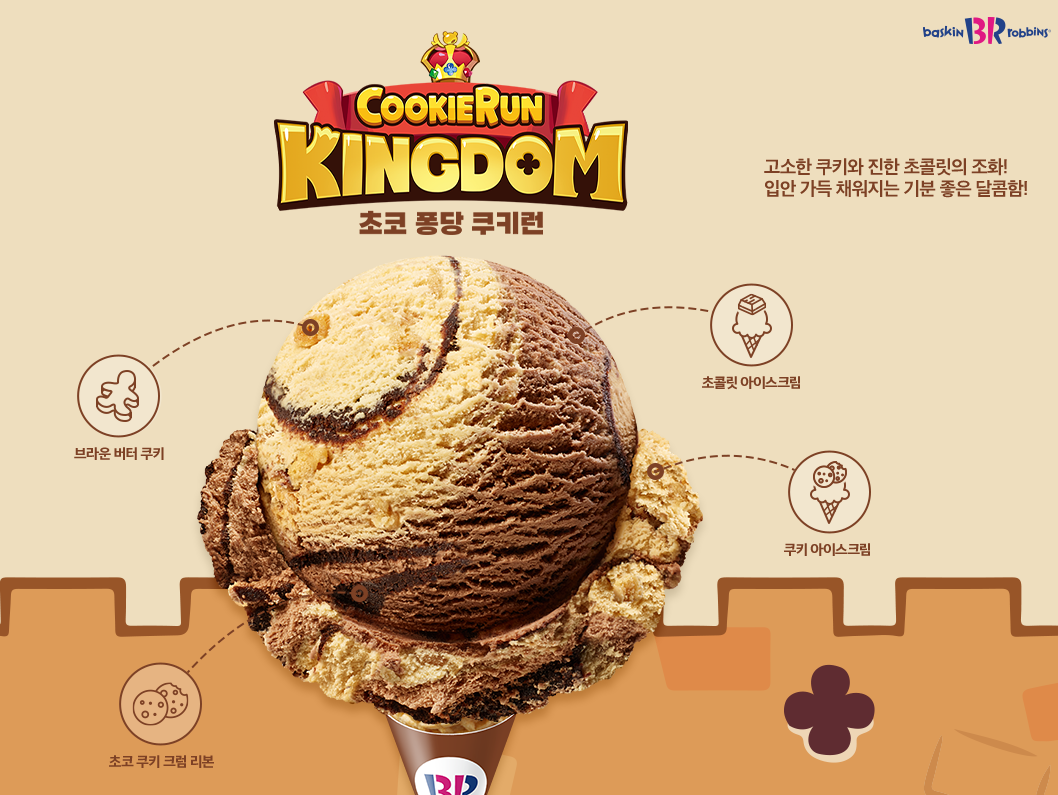 baskin BR robbins
COOKIERUN
KINGDOM
초코 퐁당 쿠키런
고소한 쿠키와 진한 초콜릿의 조화!
입안 가득 채워지는 기분 좋은 달콤함!
초콜릿 아이스크림
브라운 버터 쿠키
쿠키 아이스크림
초코 쿠키 크럼 리본
BR